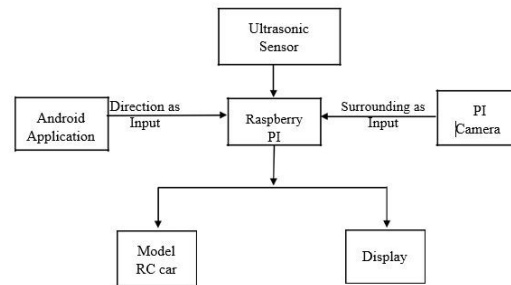 Ultrasonic
Sensor
Direction as
Input
Surrounding as
Input
Android
Application
Raspberry
PI
PI
Camera
Model
RC car
Display